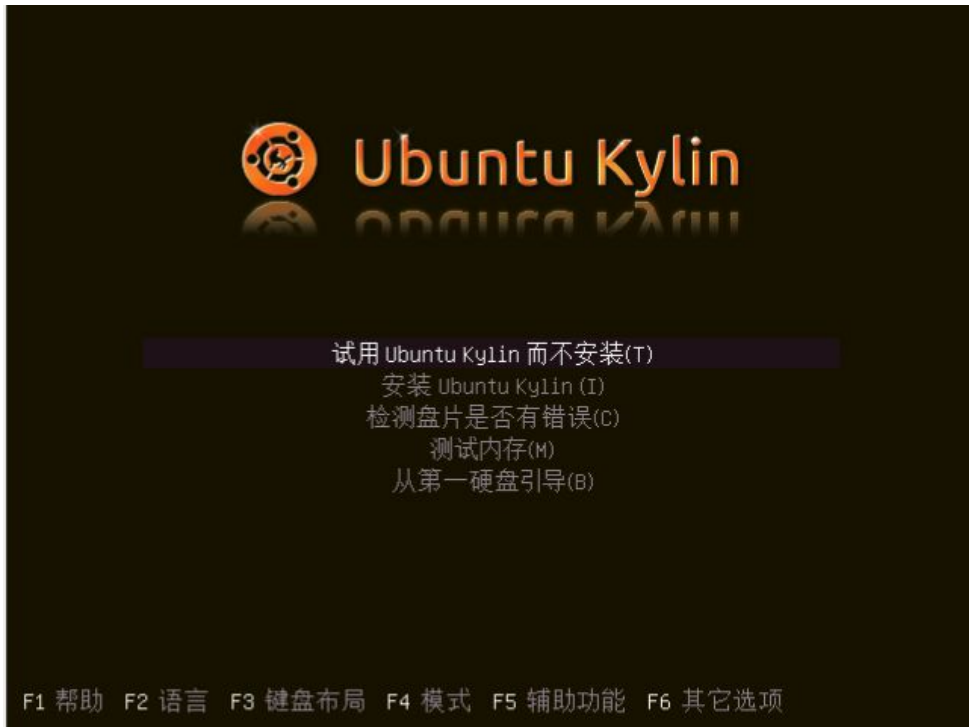 Ubuntu Kylin
试用 Ubuntu Kylin 而不安装(T)
安装 Ubuntu Kylin (I)
检测盘片是否有错误(C)
测试内存(M)
从第一硬盘引导(B)
F1 帮助 F2 语言 F3 键盘布局 F4 模式 F5 辅助功能 F6 其它选项